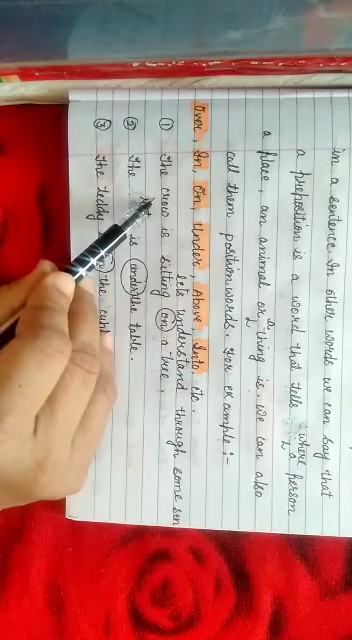 in a sentence In other words we can say that
a preposition is a word that tells where a person
a place, an animal or a thing is. We can also
call them position words. For example :-
Over, In, On, Under, Above, Into etc.
lets understand through some sen
① The crow is sitting on a tree.
② The is under the table.
③ The teddy the cupb